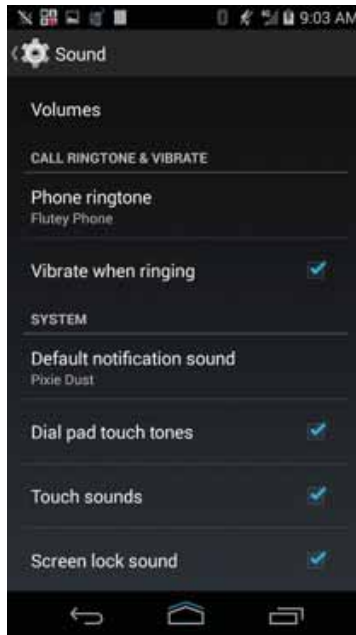 9:03 AM
Sound
Volumes
CALL RINGTONE & VIBRATE
Phone ringtone
Flutey Phone
Vibrate when ringing
SYSTEM
Default notification sound
Pixie Dust
Dial pad touch tones
Touch sounds
Screen lock sound